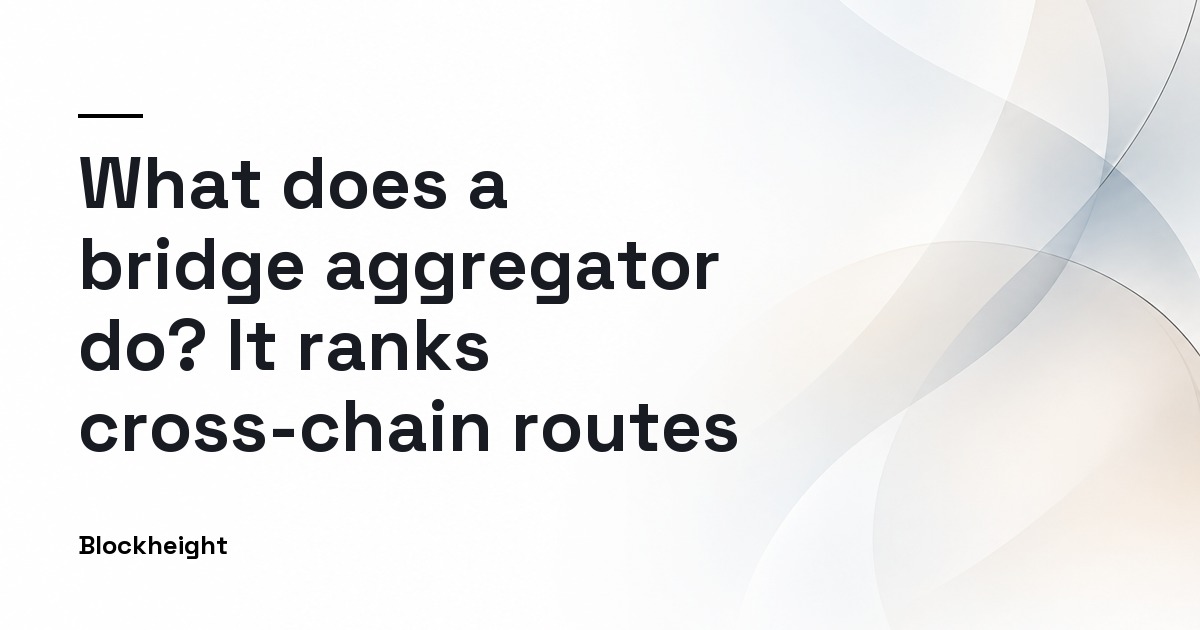 What does a
bridge aggregator
do? It ranks
cross-chain routes
Blockheight